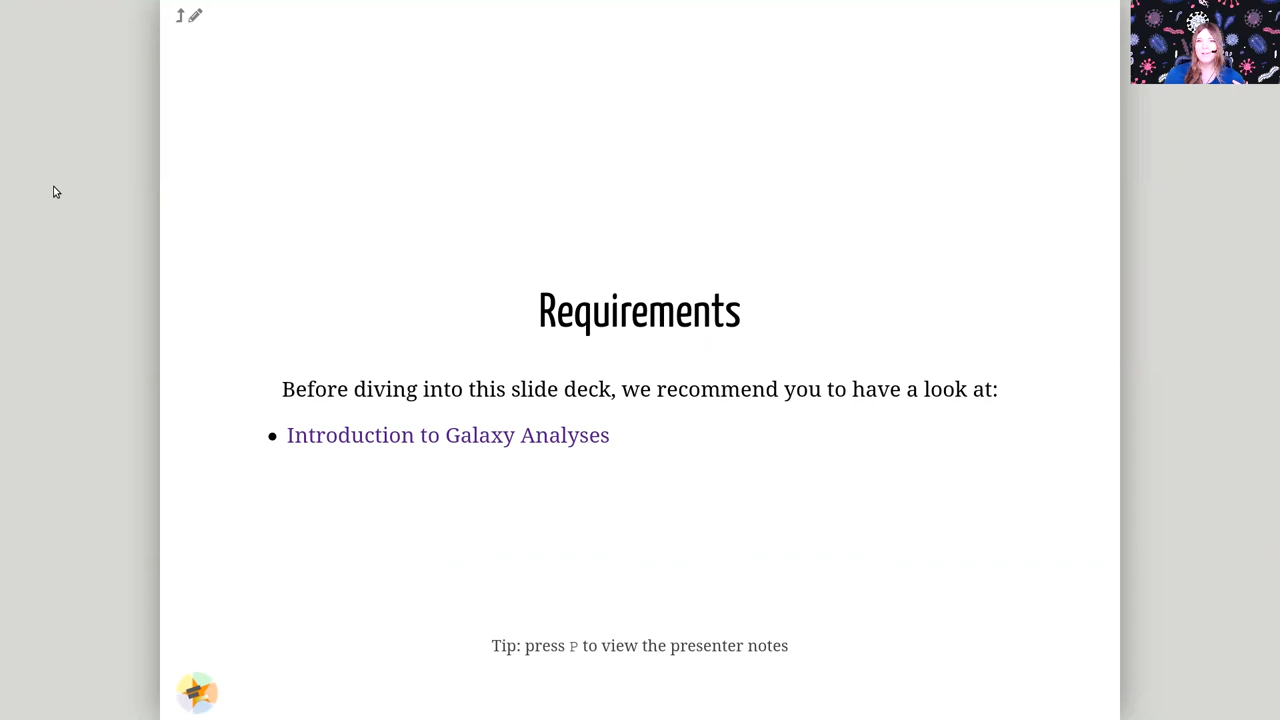 Requirements
Before diving into this slide deck, we recommend you to have a look at:
Introduction to Galaxy Analyses
Tip: press P to view the presenter notes